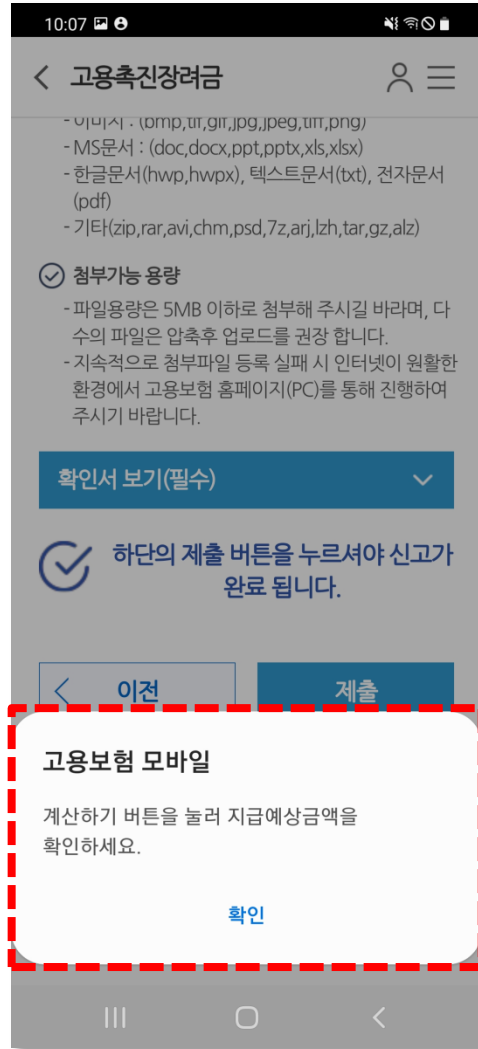 10:07
고용촉진장려금
- 이미지 : (bmp,tif,gif,jpg,jpeg,tiff,png)
- MS문서 : (doc,docx,ppt,pptx,xls,xlsx)
- 한글문서(hwp,hwpx), 텍스트문서(txt), 전자문서
(pdf)
- 기타(zip,rar,avi,chm,psd,7z,arj,lzh,tar,gz,alz)
첨부가능 용량
- 파일용량은 5MB 이하로 첨부해 주시길 바라며, 다
수의 파일은 압축후 업로드를 권장 합니다.
- 지속적으로 첨부파일 등록 실패 시 인터넷이 원활한
환경에서 고용보험 홈페이지(PC)를 통해 진행하여
주시기 바랍니다.
확인서 보기(필수)
하단의 제출 버튼을 누르셔야 신고가
완료 됩니다.
이전 제출
고용보험 모바일
계산하기 버튼을 눌러 지급예상금액을
확인하세요.
확인